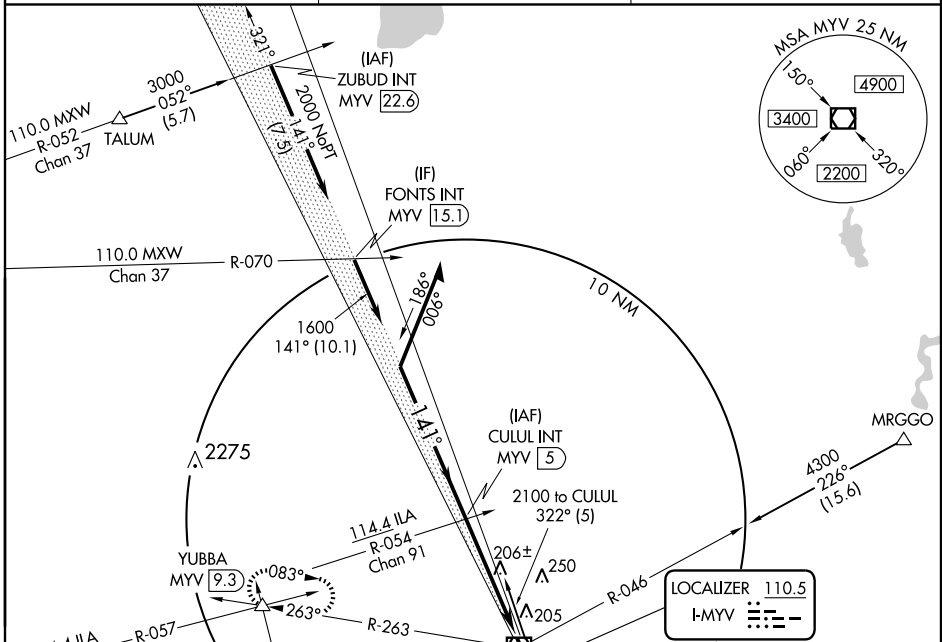 MSA MYV 25 NM
150°
4900
3400
060°
320°
2200
321°
(IAF)
ZUBUD INT
MYV 22.6
3000
052°
(5.7)
110.0 MXW
R-052
Chan 37
TALUM
2000 NoPT
141°
(7.5)
(IF)
FONTS INT
MYV 15.1
110.0 MXW
Chan 37
R-070
10 NM
186°
006°
1600
141° (10.1)
141°
(IAF)
CULUL INT
MYV 5
MRGGO
4300
226°
(15.6)
2275
2100 to CULUL
322° (5)
114.4 ILA
R-054
Chan 91
206±
250
205
YUBBA
MYV 9.3
083°
263°
R-046
LOCALIZER 110.5
I-MYV
R-057
R-263